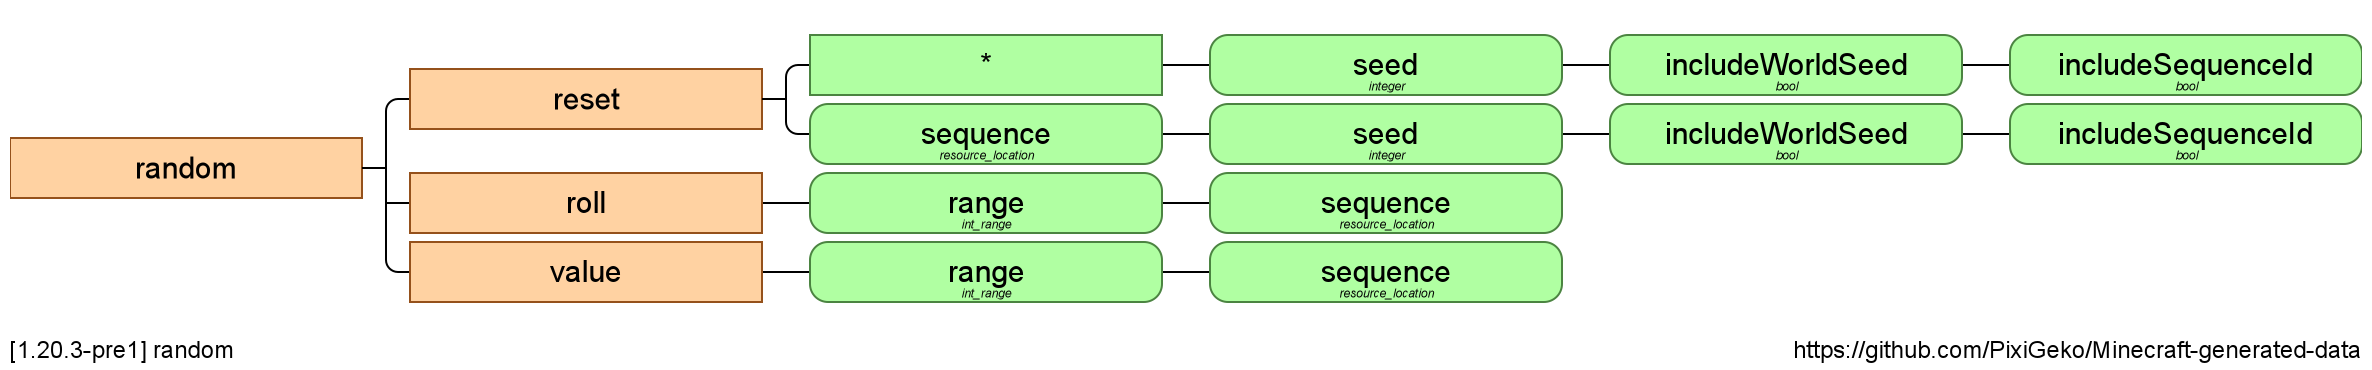 * seed includeWorldSeed includeSequenceId
integer bool bool
reset
sequence seed includeWorldSeed includeSequenceId
resource_location integer bool bool
random
roll range sequence
int_range resource_location
value range sequence
int_range resource_location
[1.20.3-pre1] random https://github.com/PixiGeko/Minecraft-generated-data